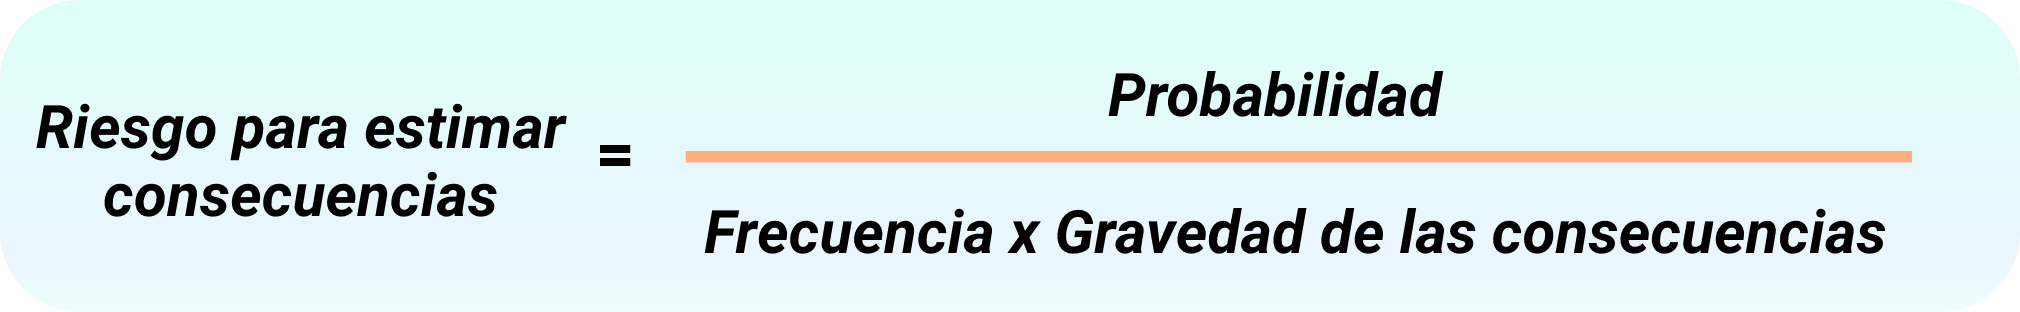 Riesgo para estimar
consecuencias
=
Probabilidad
Frecuencia x Gravedad de las consecuencias